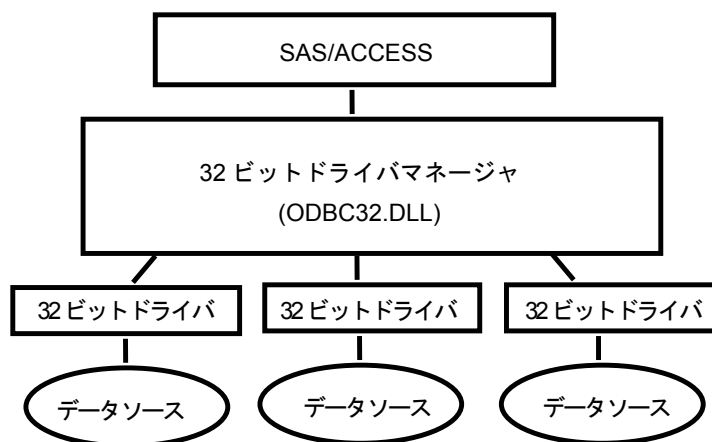 SAS/ACCESS
32 ビットドライバマネージャ
(ODBC32.DLL)
32 ビットドライバ
32 ビットドライバ
32 ビットドライバ
データソース
データソース
データソース